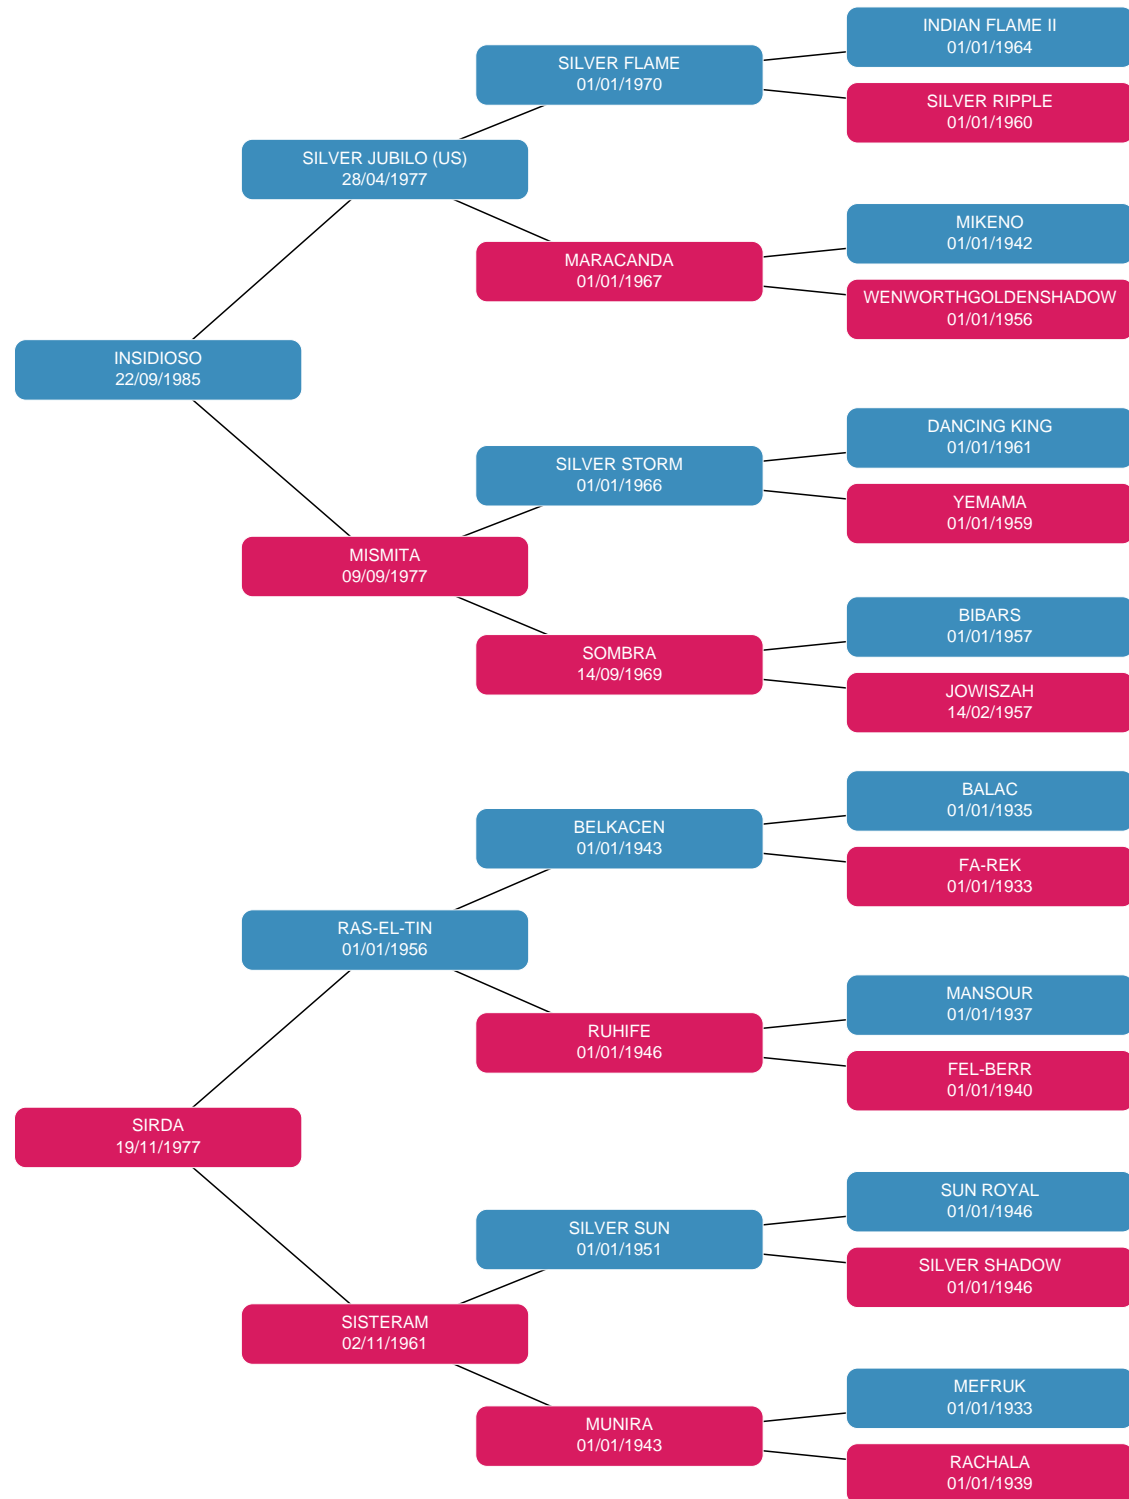 INDIAN FLAME II
01/01/1964
SILVER FLAME
01/01/1970
SILVER RIPPLE
01/01/1960
SILVER JUBILO (US)
28/04/1977
MIKENO
01/01/1942
MARACANDA
01/01/1967
WENWORTHGOLDENSHADOW
01/01/1956
INSIDIOSO
22/09/1985
DANCING KING
01/01/1961
SILVER STORM
01/01/1966
YEMAMA
01/01/1959
MISMITA
09/09/1977
BIBARS
01/01/1957
SOMBRA
14/09/1969
JOWISZAH
14/02/1957
BALAC
01/01/1935
BELKACEN
01/01/1943
FA-REK
01/01/1933
RAS-EL-TIN
01/01/1956
MANSOUR
01/01/1937
RUHIFE
01/01/1946
FEL-BERR
01/01/1940
SIRDA
19/11/1977
SUN ROYAL
01/01/1946
SILVER SUN
01/01/1951
SILVER SHADOW
01/01/1946
SISTERAM
02/11/1961
MEFRUK
01/01/1933
MUNIRA
01/01/1943
RACHALA
01/01/1939